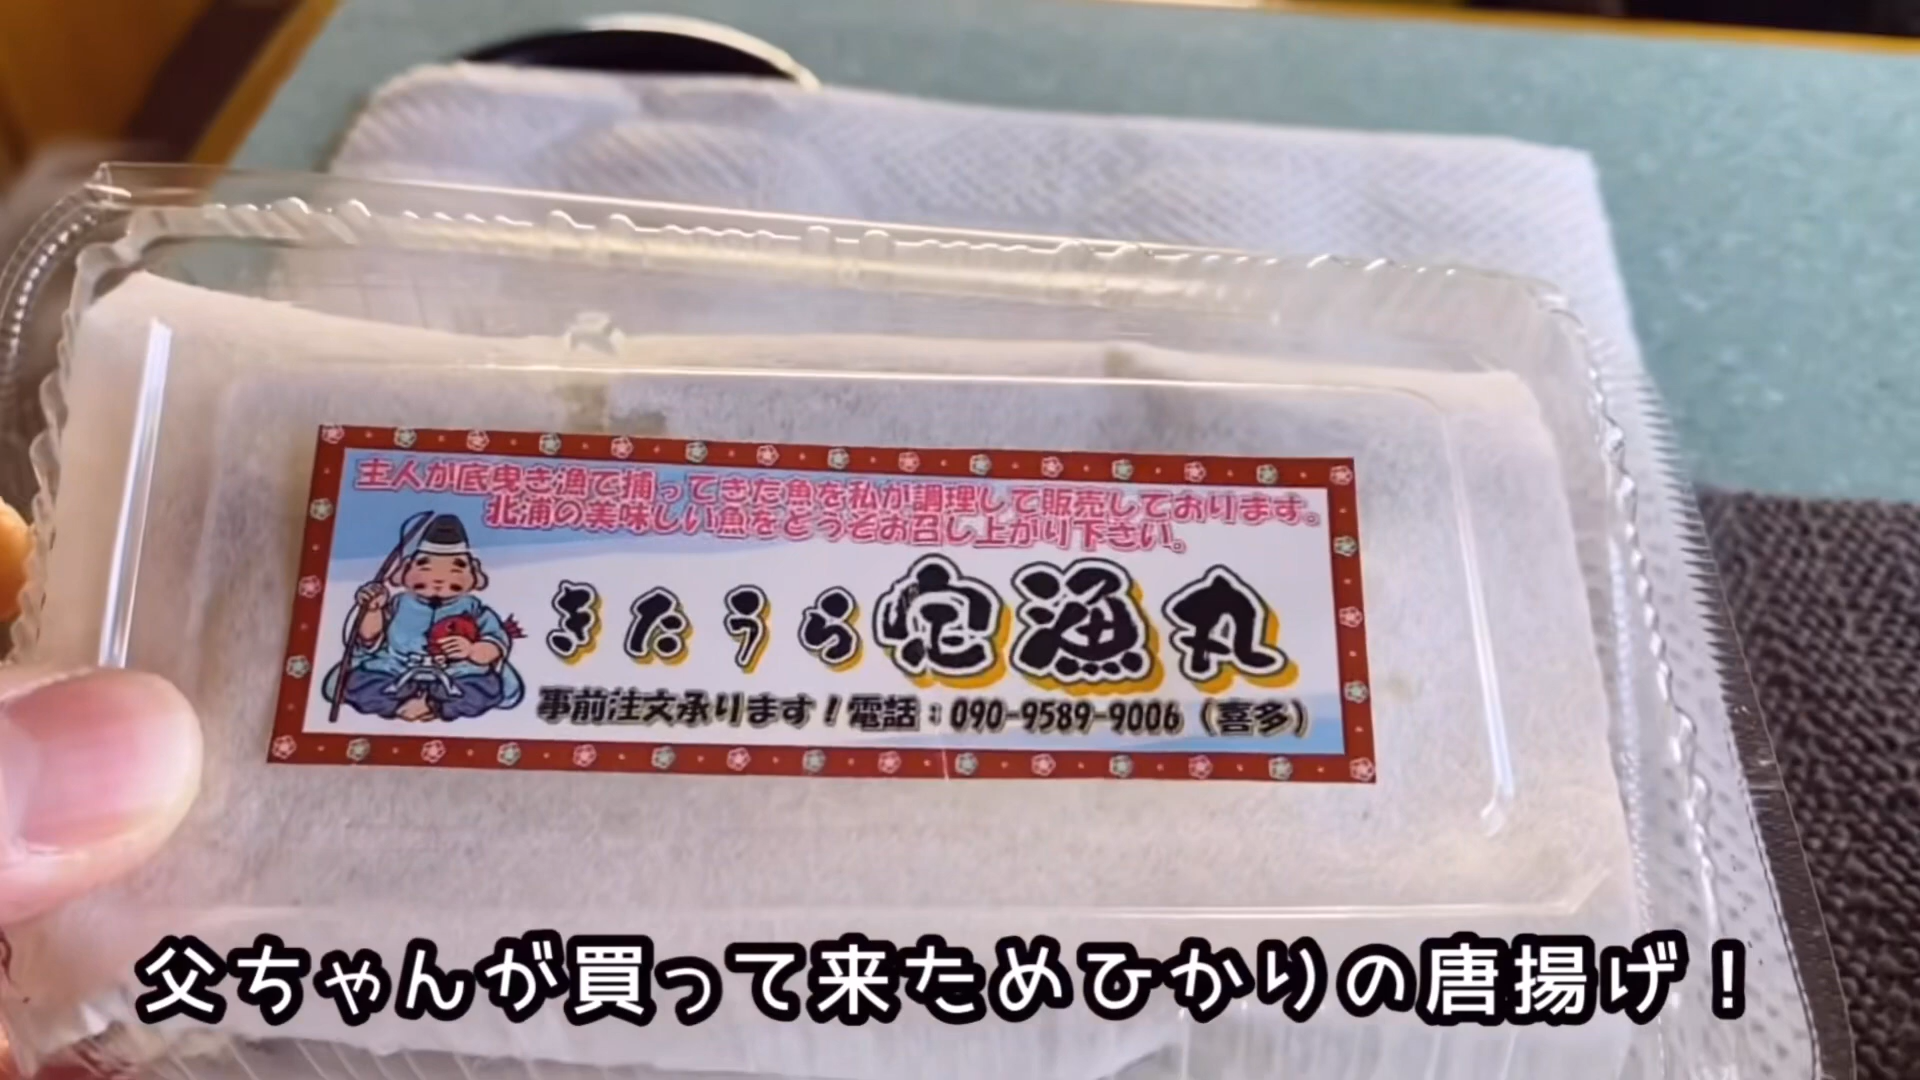 主人が底曳き漁で捕ってきた魚を私が調理して販売しております。
北浦の美味しい魚をどうぞお召し上がり下さい。
きたうら宝漁丸
事前注文承ります！電話：090-9589-9006（喜多）
父ちゃんが買って来ためひかりの唐揚げ！